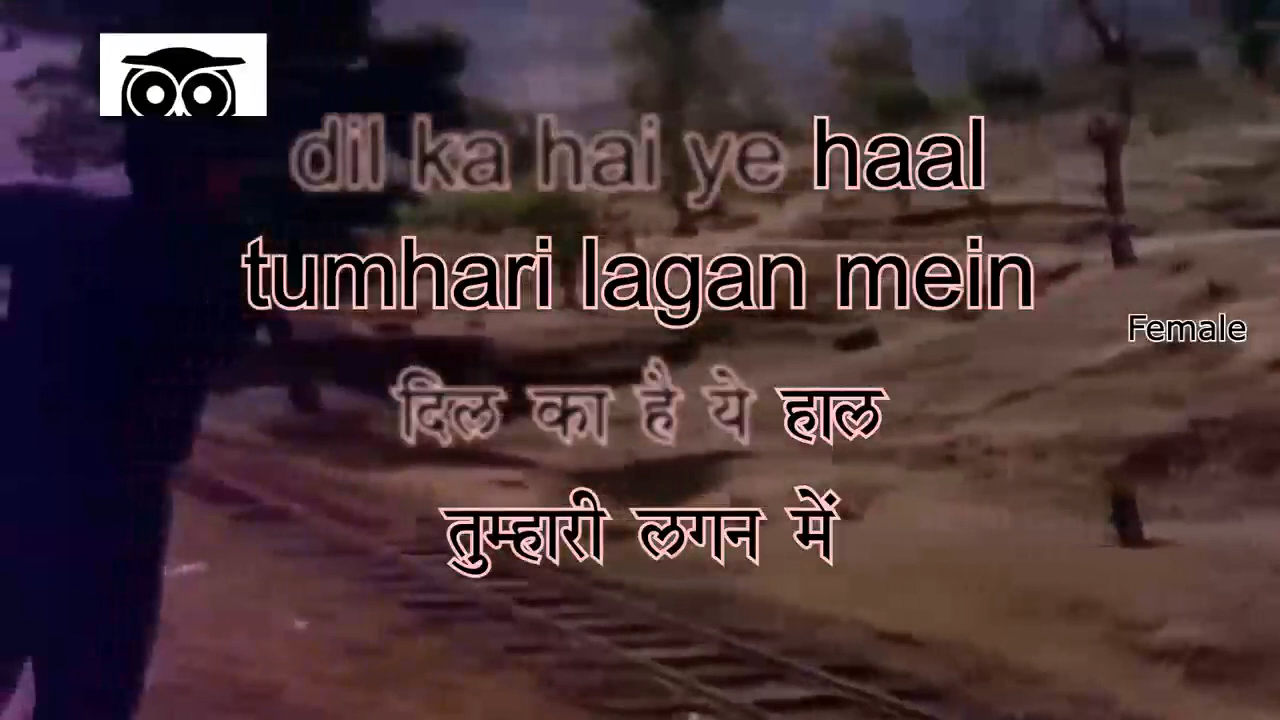 dil ka hai ye haal
tumhari lagan mein
Female
दिल का है ये हाल
तुम्हारी लगन में